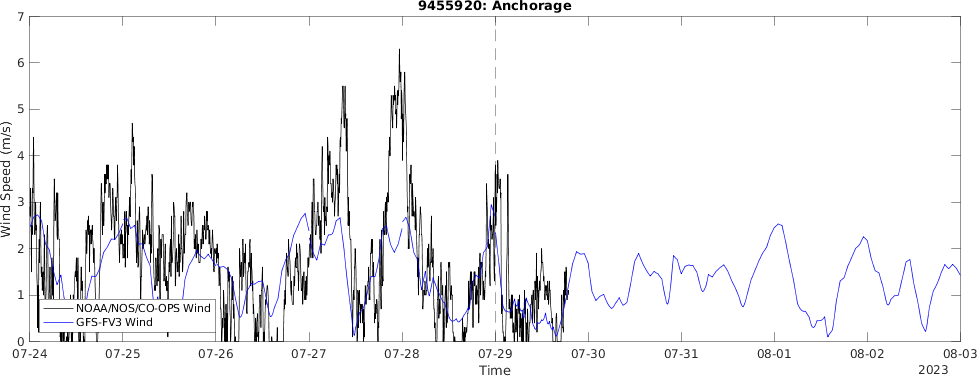 9455920: Anchorage
Wind Speed (m/s)
7
6
5
4
3
2
1
0
NOAA/NOS/CO-OPS Wind
GFS-FV3 Wind
07-24 07-25 07-26 07-27 07-28 07-29 07-30 07-31 08-01 08-02 08-03
Time
2023